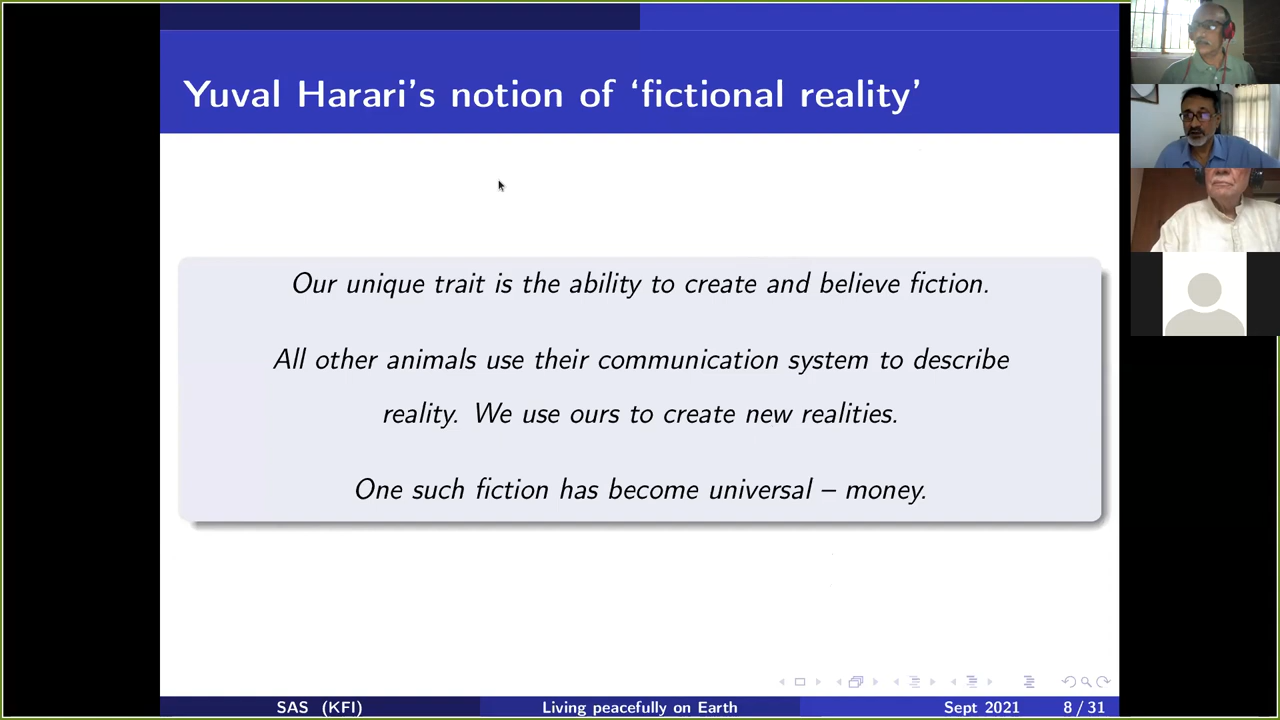 Yuval Harari's notion of ‘fictional reality’
Our unique trait is the ability to create and believe fiction.
All other animals use their communication system to describe
reality. We use ours to create new realities.
One such fiction has become universal – money.
SAS (KFI)
Living peacefully on Earth
Sept 2021
8 / 31